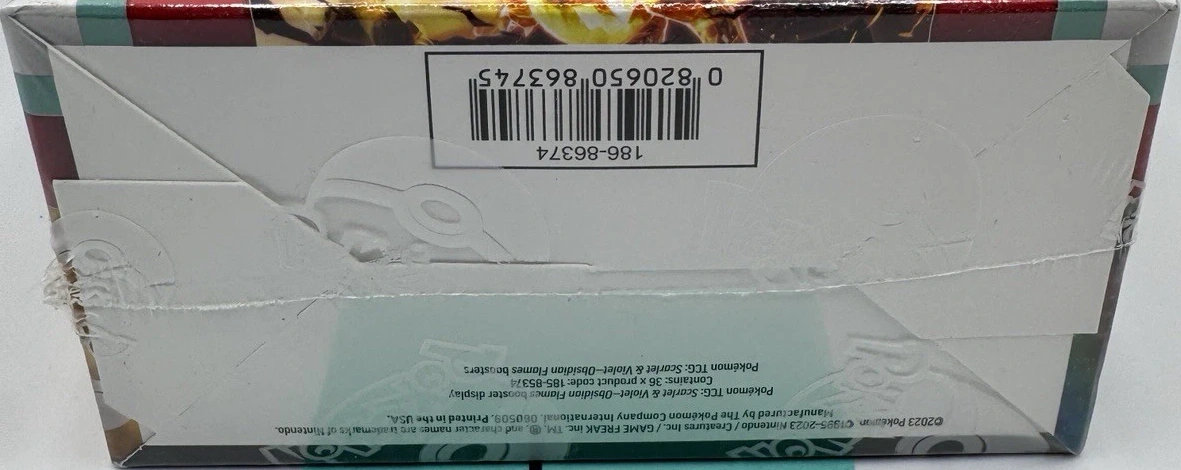 ©2023 Pokémon ©1995-2023 Nintendo / Creatures Inc. / GAME FREAK inc. TM, ®, and character names are trademarks of Nintendo.
Manufactured by The Pokémon Company International. 060509. Printed in the USA.
Pokémon TCG: Scarlet & Violet—Obsidian Flames booster display
Contains: 36 x product code: 185-85374
Pokémon TCG: Scarlet & Violet—Obsidian Flames boosters
186-86374
0 820650 863745